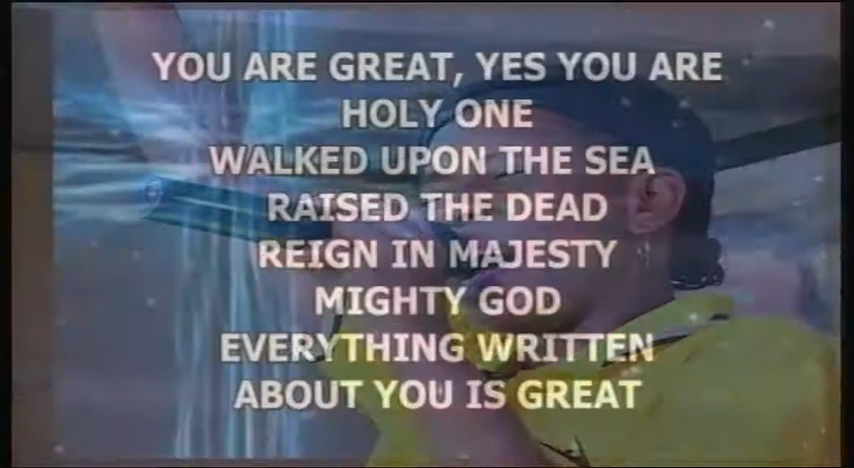 YOU ARE GREAT, YES YOU ARE
HOLY ONE
WALKED UPON THE SEA
RAISED THE DEAD
REIGN IN MAJESTY
MIGHTY GOD
EVERYTHING WRITTEN
ABOUT YOU IS GREAT